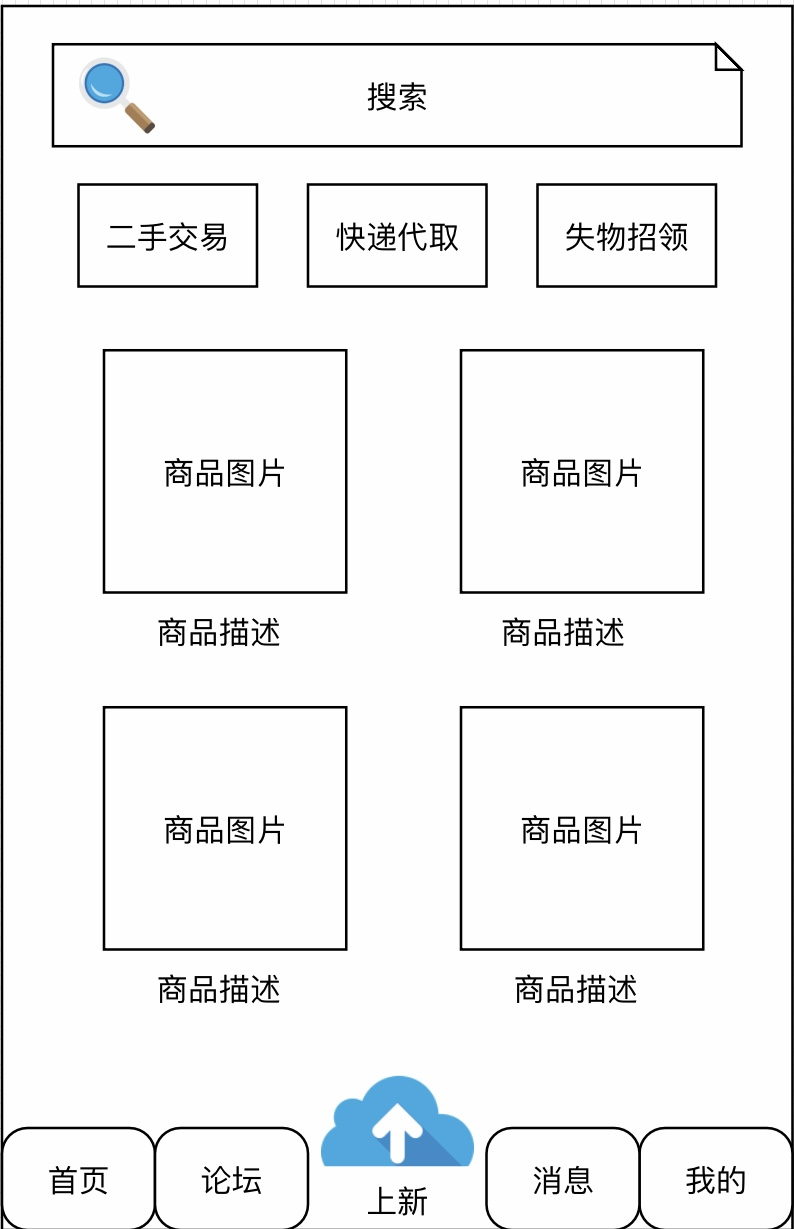 搜索
二手交易
快递代取
失物招领
商品图片
商品图片
商品描述
商品描述
商品图片
商品图片
商品描述
商品描述
首页
论坛
上新
消息
我的